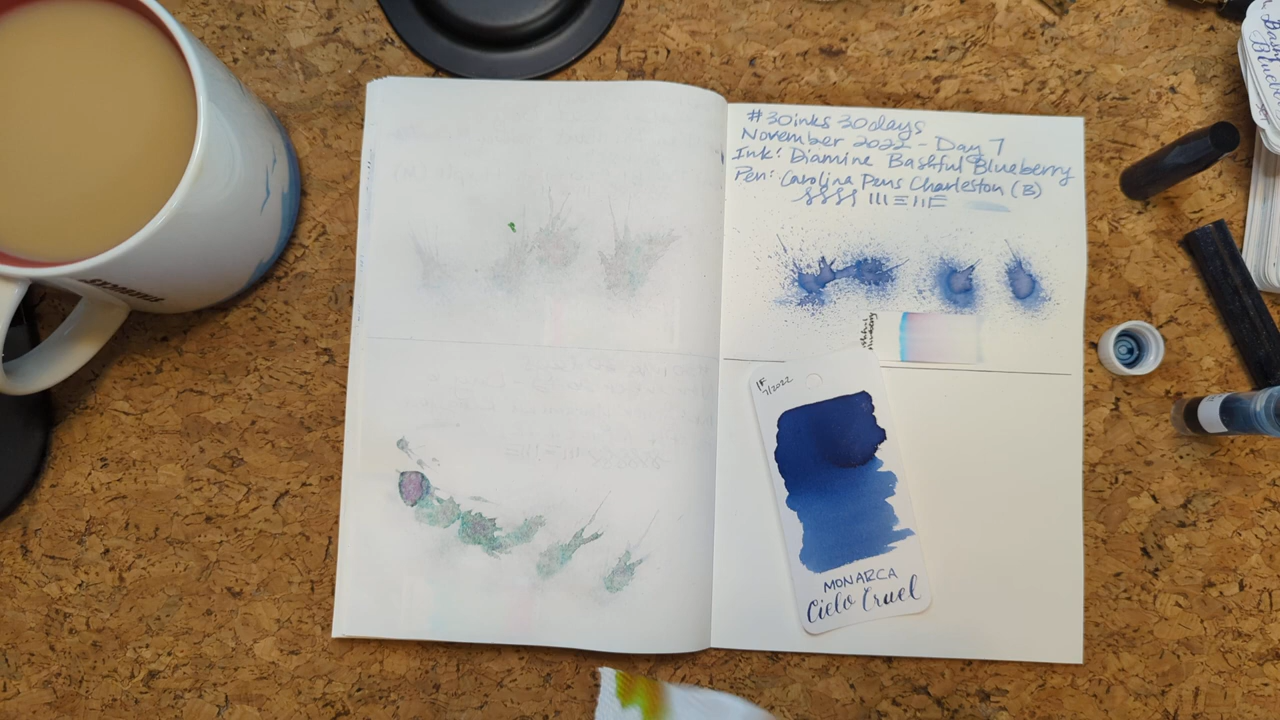 #30inks30days
November 2022 - Day 7
Ink: Diamine Bashful Blueberry
Pen: Carolina Pens Charleston (B)
7/2022
MONARCA
Cielo Cruel